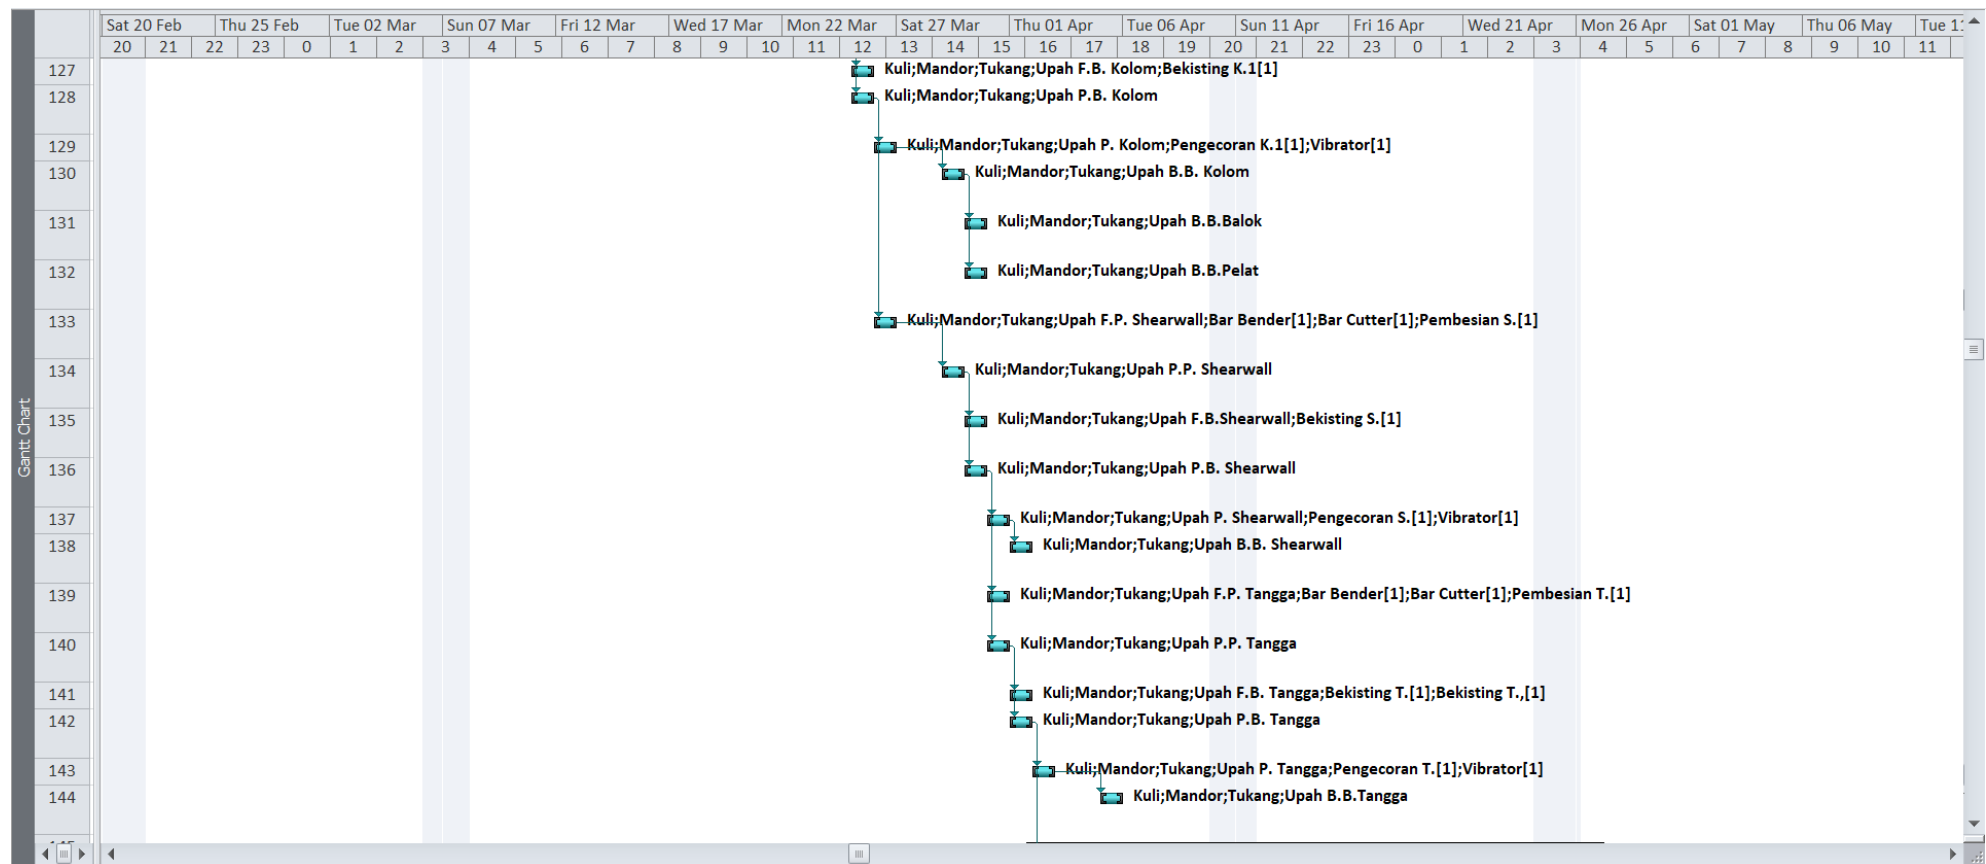 Sat 20 Feb Thu 25 Feb Tue 02 Mar Sun 07 Mar Fri 12 Mar Wed 17 Mar Mon 22 Mar Sat 27 Mar Thu 01 Apr Tue 06 Apr Sun 11 Apr Fri 16 Apr Wed 21 Apr Mon 26 Apr Sat 01 May Thu 06 May Tue 11
20 21 22 23 0 1 2 3 4 5 6 7 8 9 10 11 12 13 14 15 16 17 18 19 20 21 22 23 0 1 2 3 4 5 6 7 8 9 10 11
127 Kuli;Mandor;Tukang;Upah F.B. Kolom;Bekisting K.1[1]
128 Kuli;Mandor;Tukang;Upah P.B. Kolom
129 Kuli;Mandor;Tukang;Upah P. Kolom;Pengecoran K.1[1];Vibrator[1]
130 Kuli;Mandor;Tukang;Upah B.B. Kolom
131 Kuli;Mandor;Tukang;Upah B.B.Balok
132 Kuli;Mandor;Tukang;Upah B.B.Pelat
133 Kuli;Mandor;Tukang;Upah F.P. Shearwall;Bar Bender[1];Bar Cutter[1];Pembesian S.[1]
134 Kuli;Mandor;Tukang;Upah P.P. Shearwall
135 Kuli;Mandor;Tukang;Upah F.B.Shearwall;Bekisting S.[1]
136 Kuli;Mandor;Tukang;Upah P.B. Shearwall
137 Kuli;Mandor;Tukang;Upah P. Shearwall;Pengecoran S.[1];Vibrator[1]
138 Kuli;Mandor;Tukang;Upah B.B. Shearwall
139 Kuli;Mandor;Tukang;Upah F.P. Tangga;Bar Bender[1];Bar Cutter[1];Pembesian T.[1]
140 Kuli;Mandor;Tukang;Upah P.P. Tangga
141 Kuli;Mandor;Tukang;Upah F.B. Tangga;Bekisting T.[1];Bekisting T.,[1]
142 Kuli;Mandor;Tukang;Upah P.B. Tangga
143 Kuli;Mandor;Tukang;Upah P. Tangga;Pengecoran T.[1];Vibrator[1]
144 Kuli;Mandor;Tukang;Upah B.B.Tangga
Gantt Chart